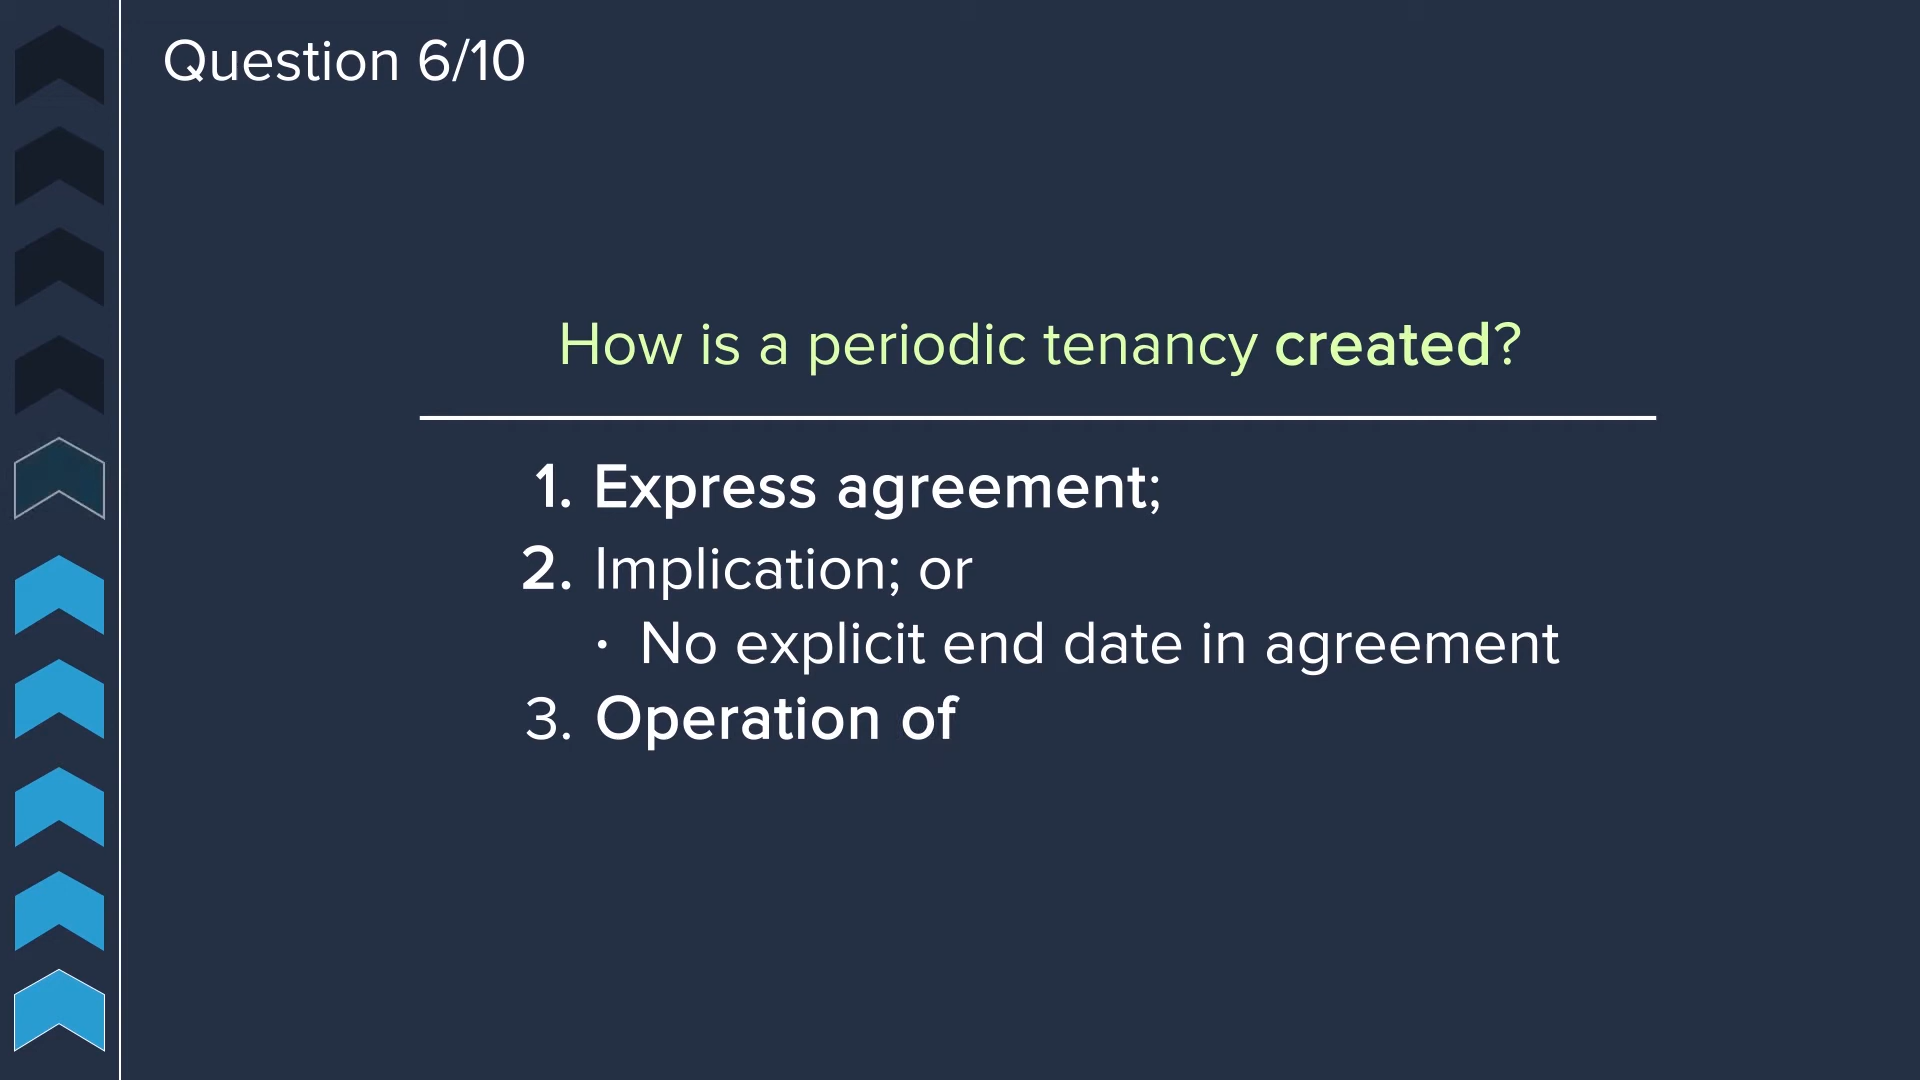 Question 6/10
How is a periodic tenancy created?
1. Express agreement;
2. Implication; or
• No explicit end date in agreement
3. Operation of